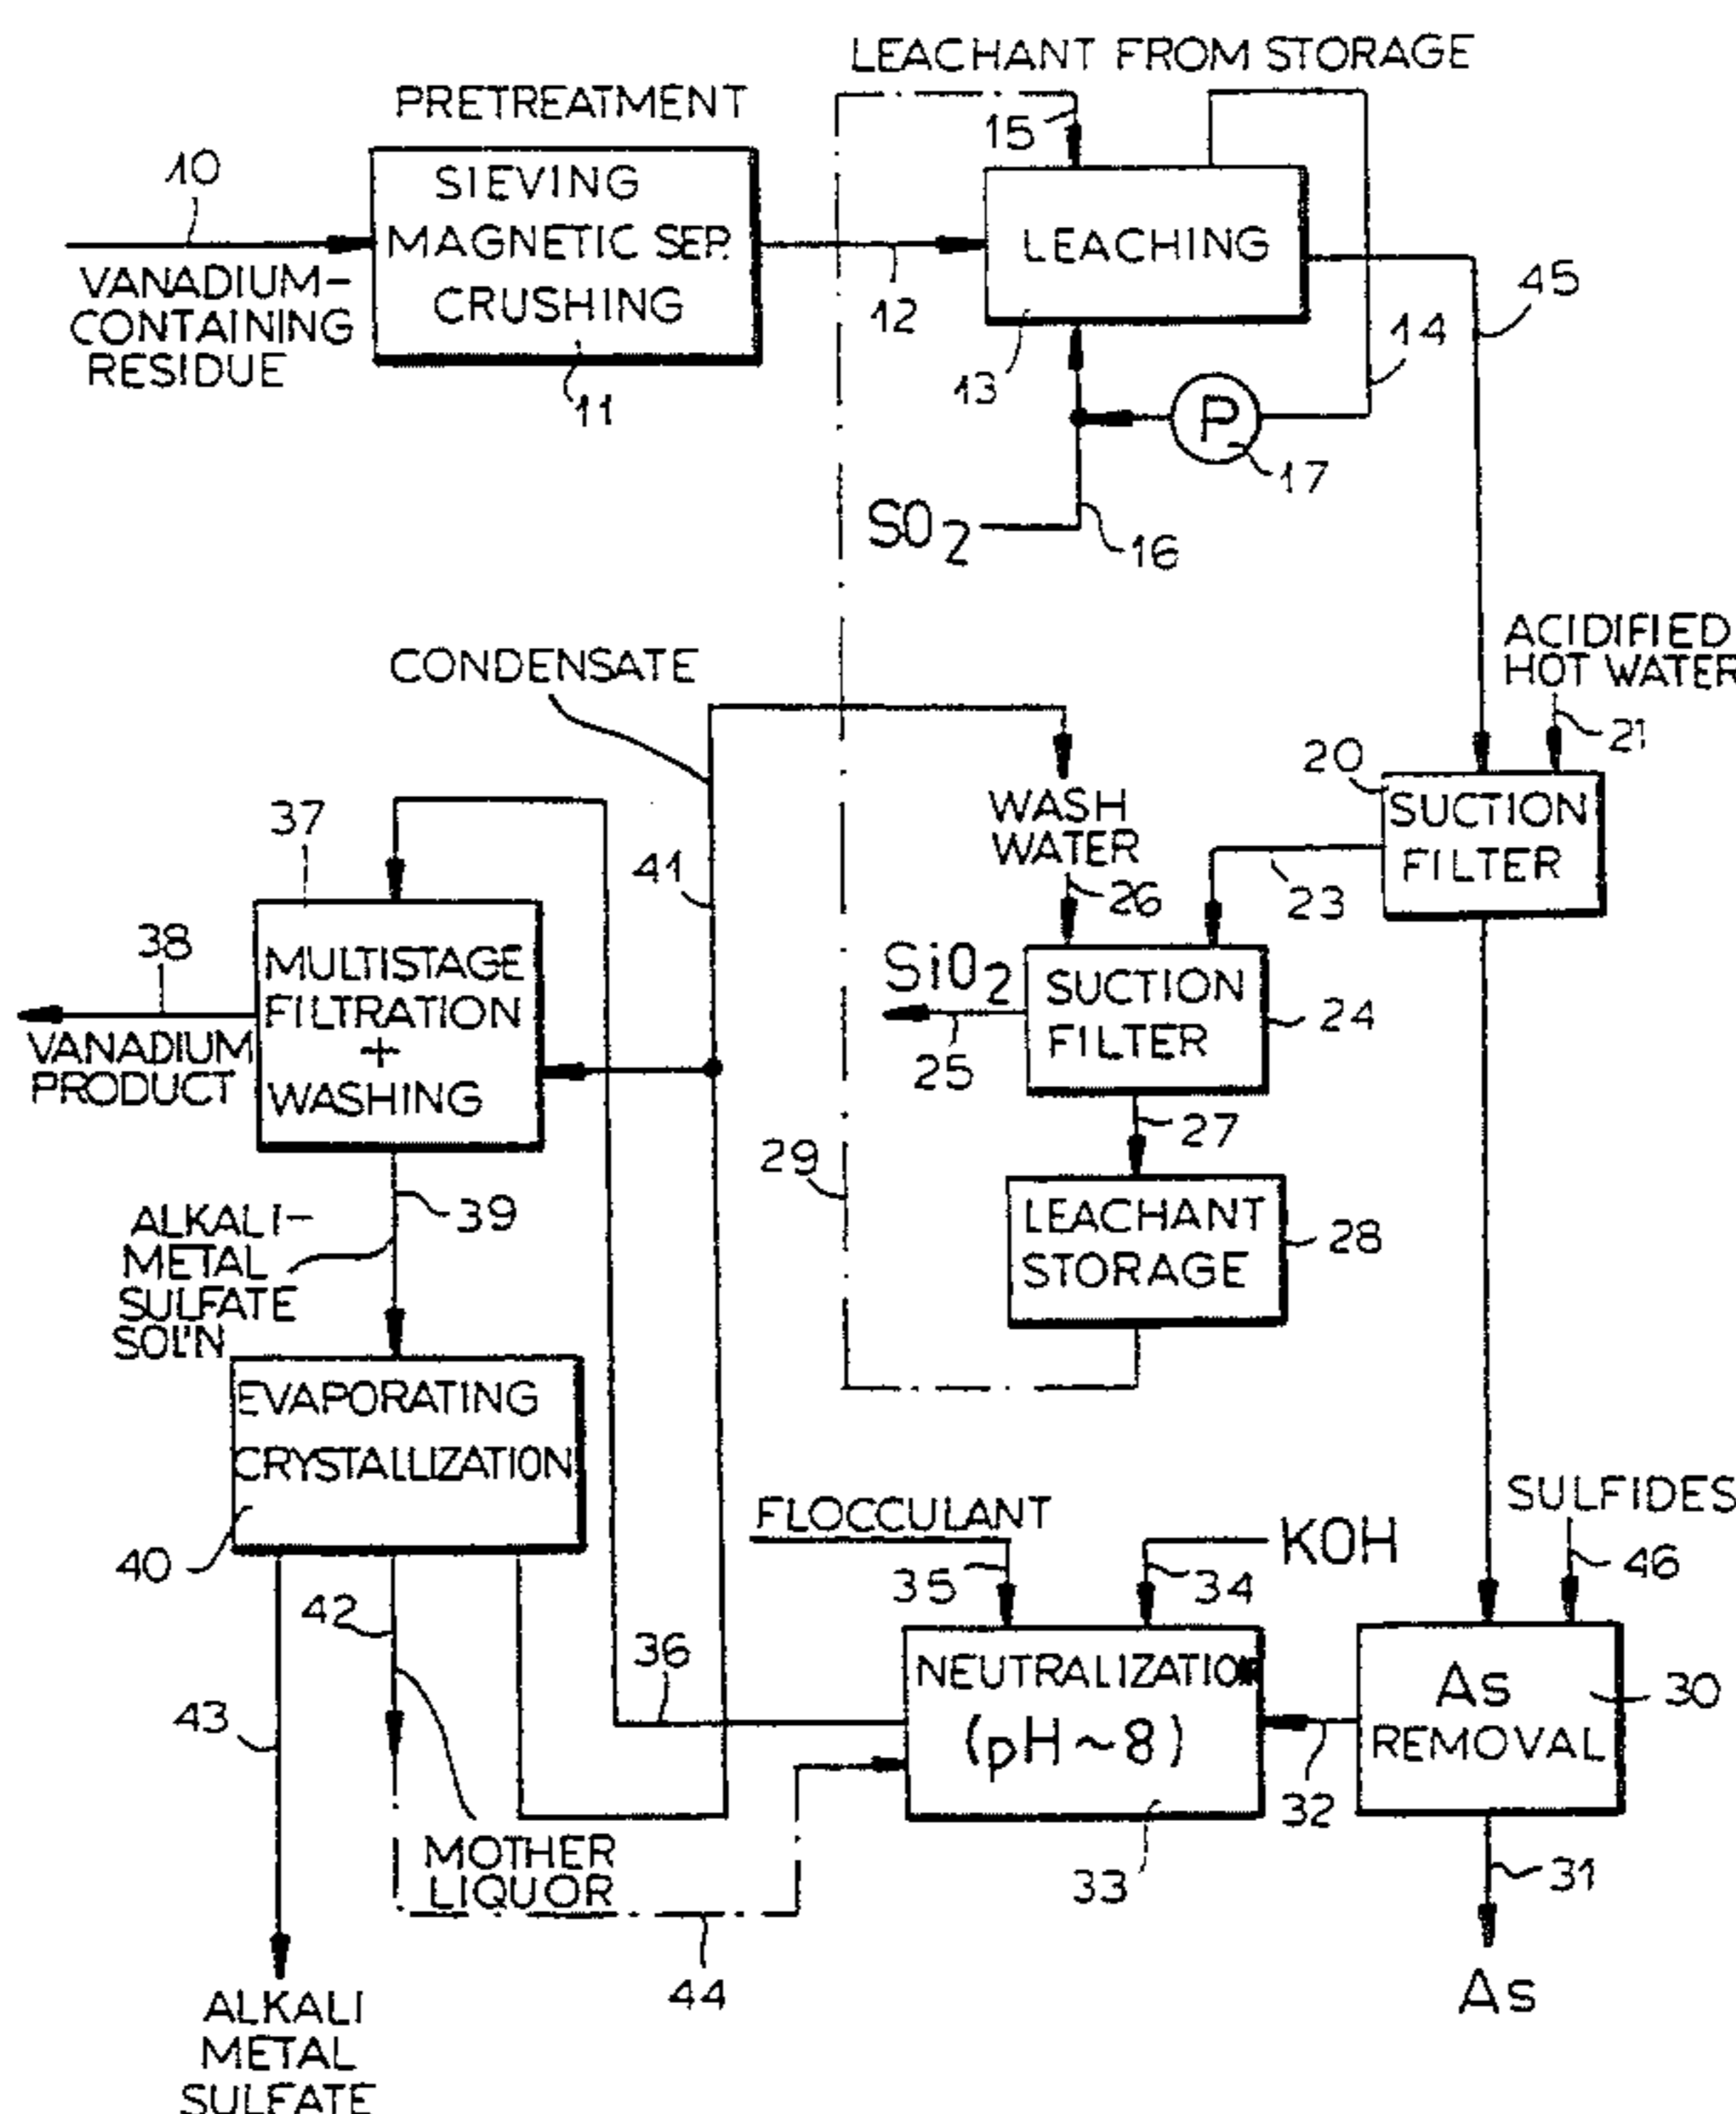 LEACHANT FROM STORAGE
PRETREATMENT
10
SIEVING
MAGNETIC SEP.
CRUSHING
11
VANADIUM-
CONTAINING
RESIDUE
12
15
LEACHING
13
14
45
P
17
SO2
16
ACIDIFIED
HOT WATER
21
CONDENSATE
20
SUCTION
FILTER
23
WASH
WATER
26
37
41
38
MULTISTAGE
FILTRATION
+
WASHING
VANADIUM
PRODUCT
SiO2
25
SUCTION
FILTER
24
27
29
LEACHANT
STORAGE
28
39
ALKALI-
METAL
SULFATE
SOL'N
EVAPORATING
CRYSTALLIZATION
40
FLOCCULANT
35
KOH
34
SULFIDES
46
42
43
36
NEUTRALIZATION
(pH~8)
33
32
As
REMOVAL
30
31
As
MOTHER
LIQUOR
44
ALKALI
METAL
SULFATE